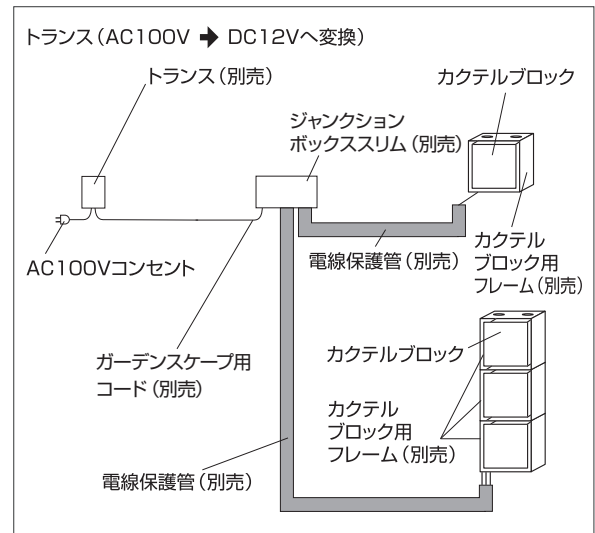 トランス（AC100V ➡ DC12Vへ変換）
トランス（別売）
カクテルブロック
ジャンクション
ボックススリム（別売）
AC100Vコンセント
電線保護管（別売）
カクテル
ブロック用
フレーム（別売）
ガーデンスケープ用
コード（別売）
カクテルブロック
カクテル
ブロック用
フレーム（別売）
電線保護管（別売）